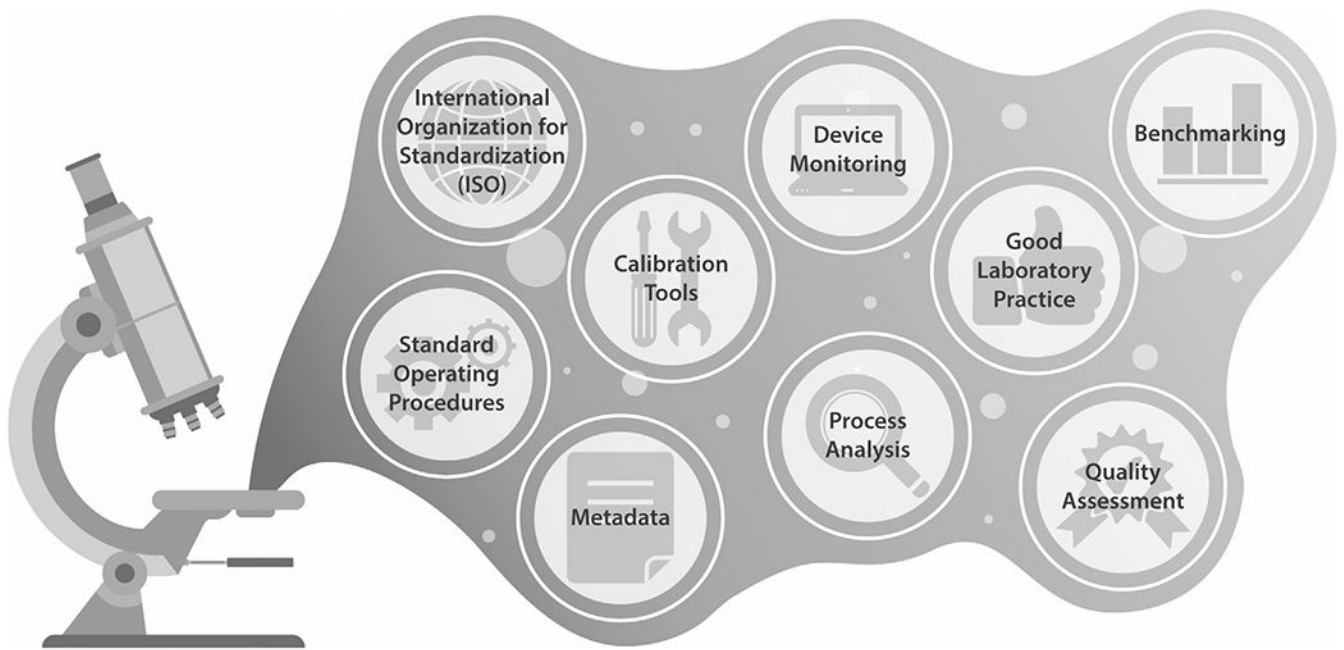 International
Organization for
Standardization
(ISO)
Device
Monitoring
Benchmarking
Calibration
Tools
Good
Laboratory
Practice
Standard
Operating
Procedures
Process
Analysis
Quality
Assessment
Metadata